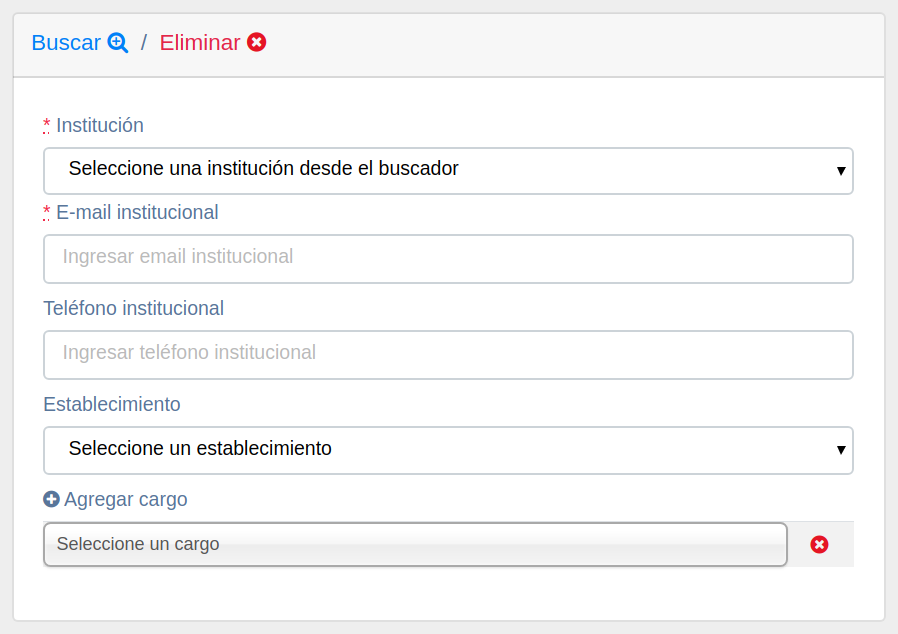 Buscar / Eliminar
* Institución
Seleccione una institución desde el buscador
* E-mail institucional
Ingresar email institucional
Teléfono institucional
Ingresar teléfono institucional
Establecimiento
Seleccione un establecimiento
Agregar cargo
Seleccione un cargo